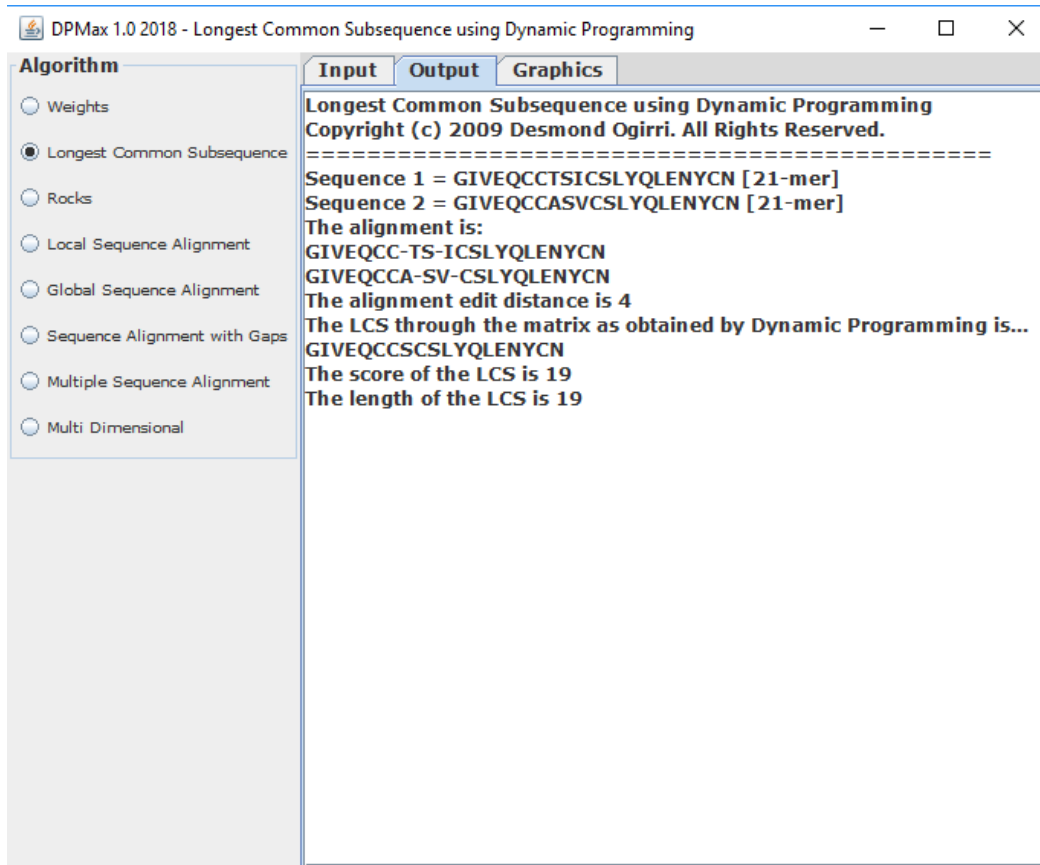 DPMax 1.0 2018 - Longest Common Subsequence using Dynamic Programming
Algorithm
Weights
Longest Common Subsequence
Rocks
Local Sequence Alignment
Global Sequence Alignment
Sequence Alignment with Gaps
Multiple Sequence Alignment
Multi Dimensional
Input Output Graphics
Longest Common Subsequence using Dynamic Programming
Copyright (c) 2009 Desmond Ogirri. All Rights Reserved.
=============================================
Sequence 1 = GIVEQCCTSICSLYQLENYCN [21-mer]
Sequence 2 = GIVEQCCASVCSLYQLENYCN [21-mer]
The alignment is:
GIVEQCC-TS-ICSLYQLENYCN
GIVEQCCA-SV-CSLYQLENYCN
The alignment edit distance is 4
The LCS through the matrix as obtained by Dynamic Programming is...
GIVEQCCSCSLYQLENYCN
The score of the LCS is 19
The length of the LCS is 19